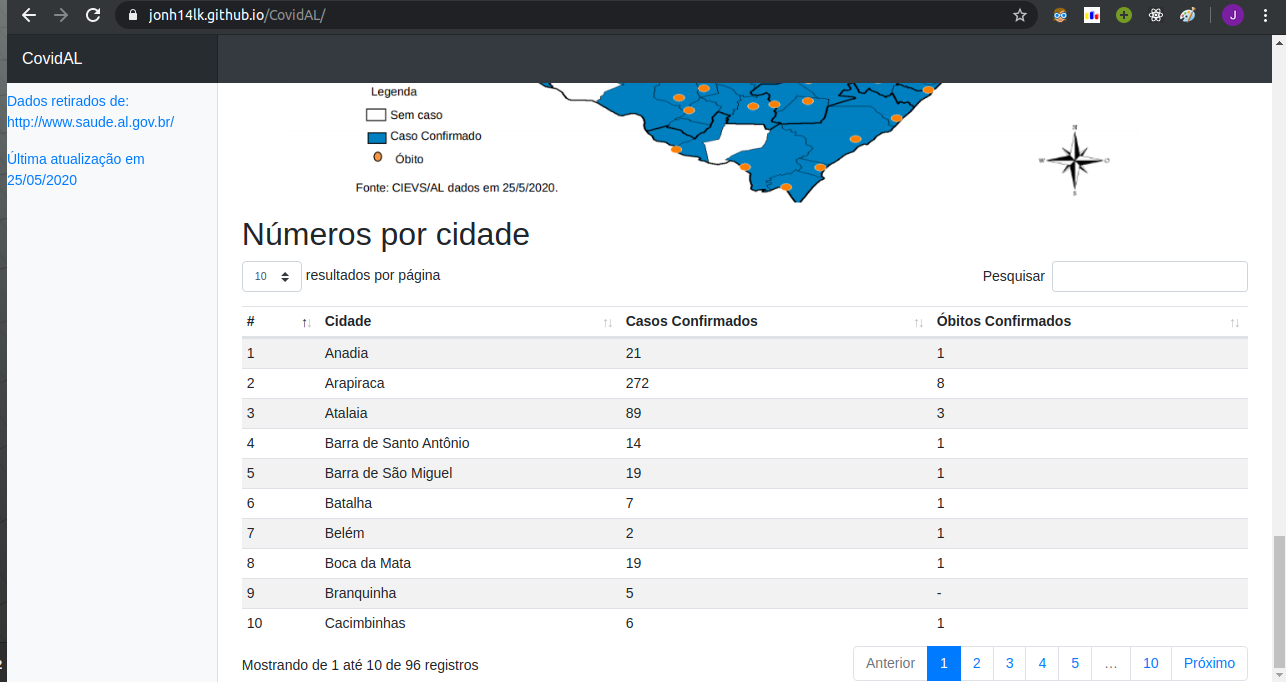 jonh14lk.github.io/CovidAL/
J
CovidAL
Dados retirados de:
http://www.saude.al.gov.br/
Última atualização em
25/05/2020
Legenda
Sem caso
Caso Confirmado
Óbito
Fonte: CIEVS/AL dados em 25/5/2020.
N
W O
S
Números por cidade
10 resultados por página Pesquisar
# Cidade Casos Confirmados Óbitos Confirmados
1 Anadia 21 1
2 Arapiraca 272 8
3 Atalaia 89 3
4 Barra de Santo Antônio 14 1
5 Barra de São Miguel 19 1
6 Batalha 7 1
7 Belém 2 1
8 Boca da Mata 19 1
9 Branquinha 5 -
10 Cacimbinhas 6 1
Mostrando de 1 até 10 de 96 registros Anterior 1 2 3 4 5 … 10 Próximo